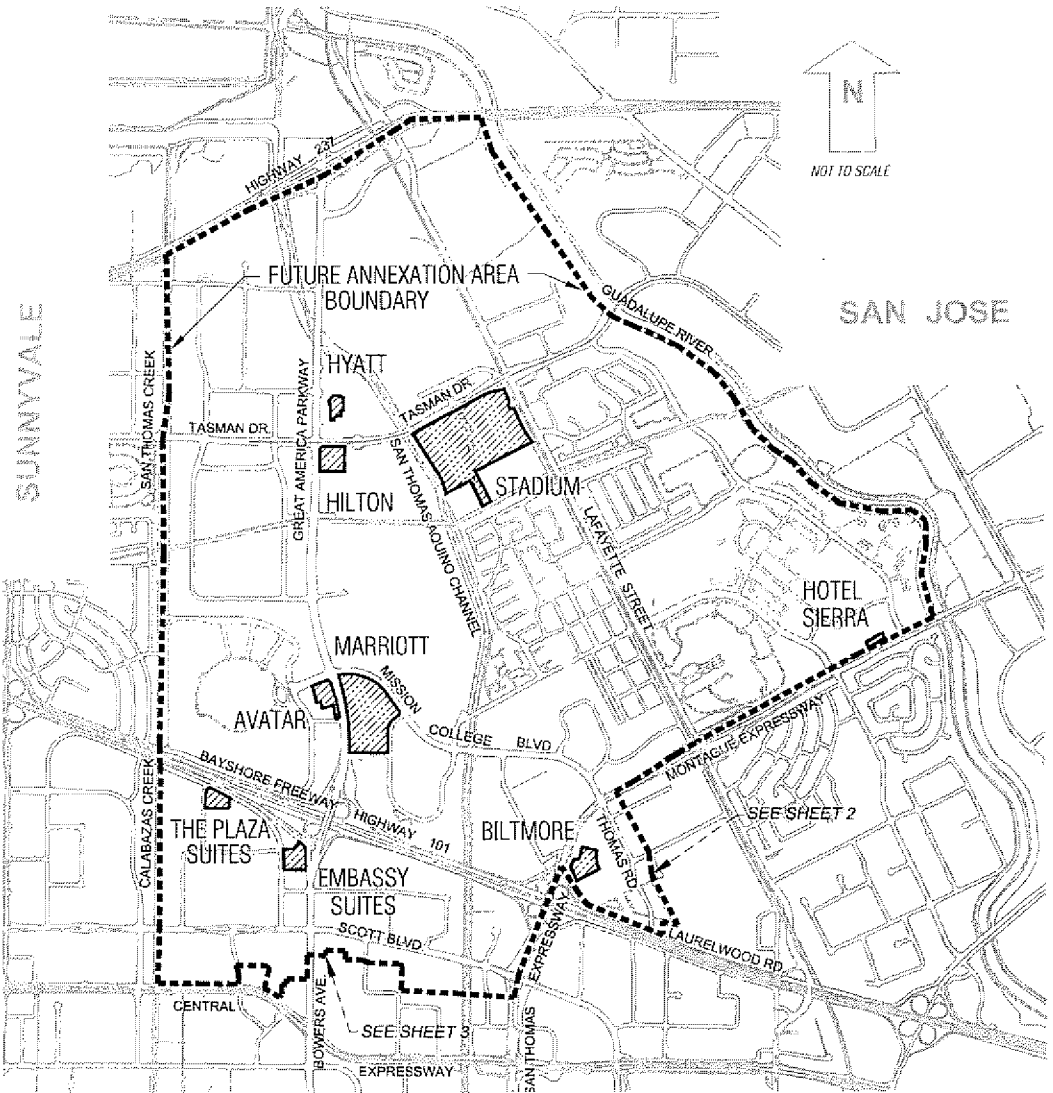 N
NOT TO SCALE
HIGHWAY 237
FUTURE ANNEXATION AREA
BOUNDARY
GUADALUPE RIVER
SAN JOSE
SUNNYVALE
SAN THOMAS CREEK
HYATT
GREAT AMERICA PARKWAY
TASMAN DR.
TASMAN DR.
HILTON
SAN THOMAS AQUINO CHANNEL
STADIUM
LAFAYETTE STREET
HOTEL
SIERRA
MARRIOTT
MISSION
AVATAR
COLLEGE BLVD
MONTAGUE EXPRESSWAY
BAYSHORE FREEWAY
HIGHWAY 101
CALABAZAS CREEK
THE PLAZA
SUITES
BILTMORE
THOMAS RD.
SEE SHEET 2
EMBASSY
SUITES
SCOTT BLVD
EXPRESSWAY
LAURELWOOD RD.
CENTRAL
BOWERS AVE.
SEE SHEET 3
EXPRESSWAY
SAN THOMAS